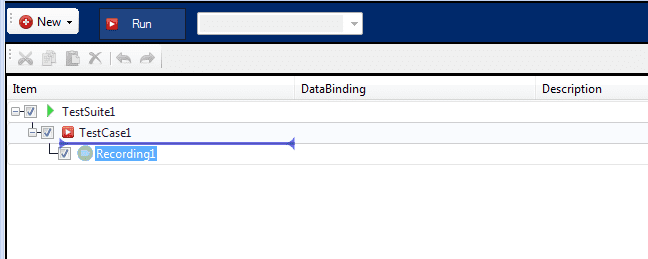 New Run
Item DataBinding Description
TestSuite1
TestCase1
Recording1